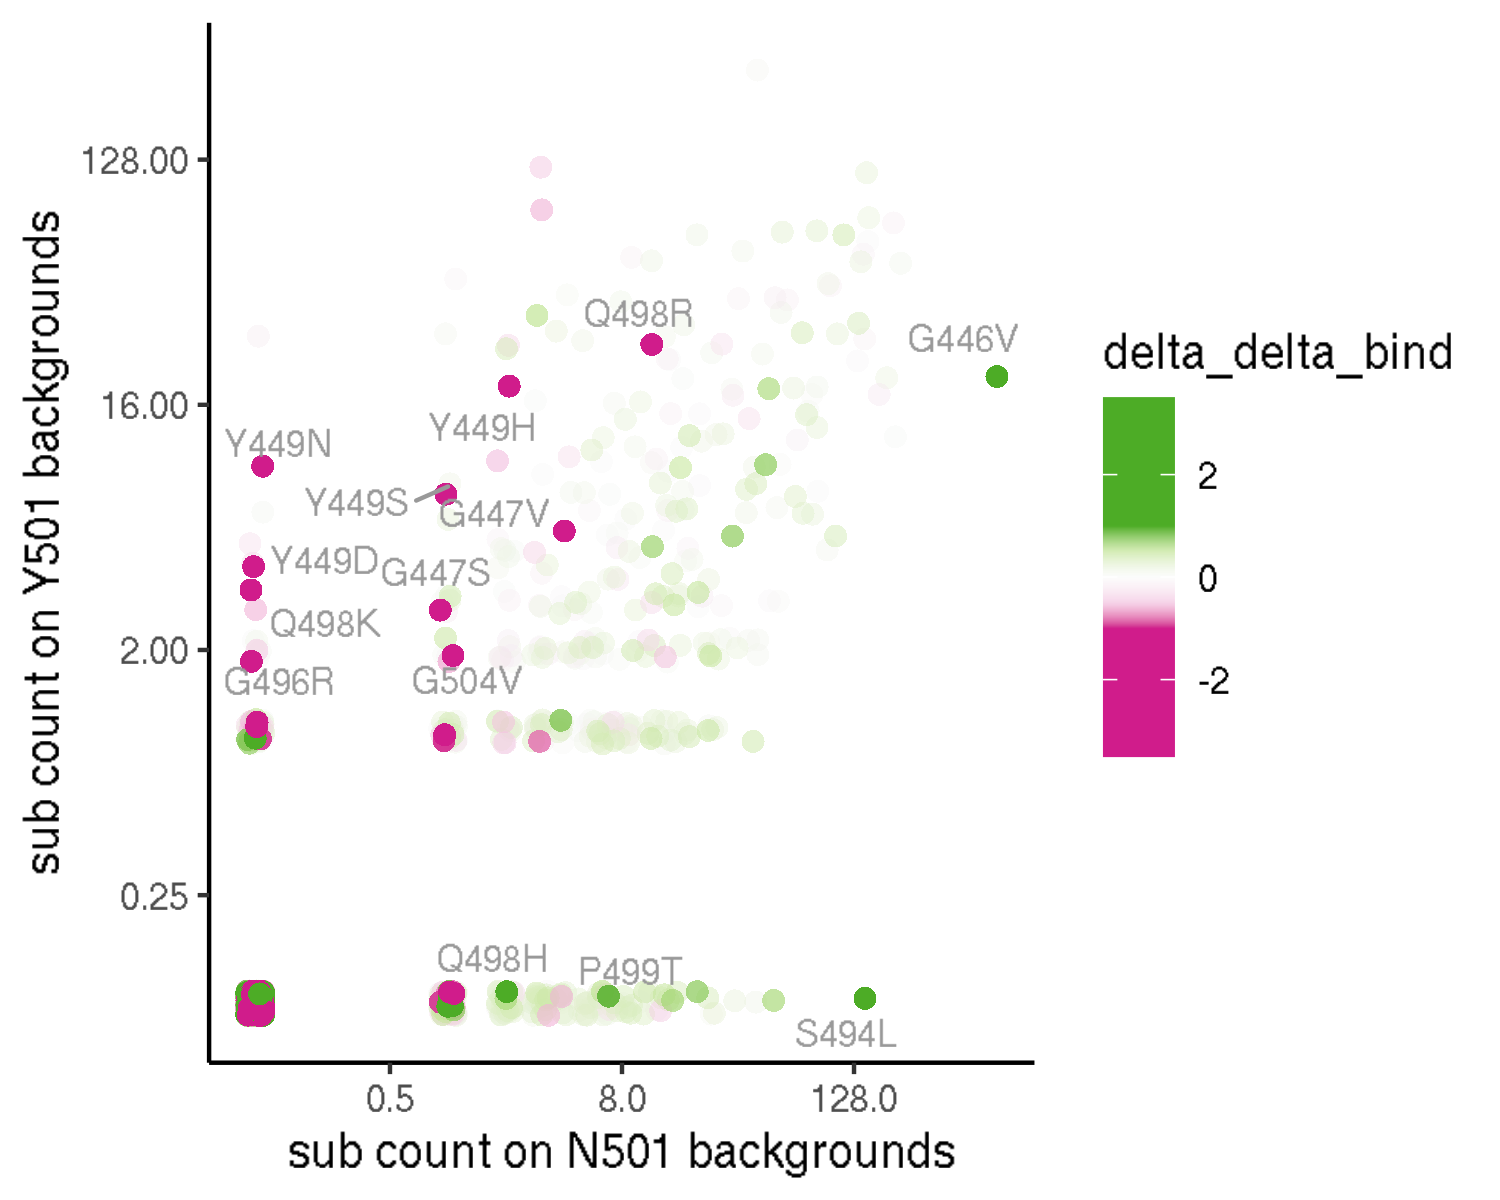 128.00
16.00
2.00
0.25
sub count on Y501 backgrounds
Q498R
G446V
Y449N
Y449H
Y449S
G447V
Y449D
G447S
Q498K
G496R
G504V
Q498H
P499T
S494L
0.5
8.0
128.0
sub count on N501 backgrounds
delta_delta_bind
2
0
-2